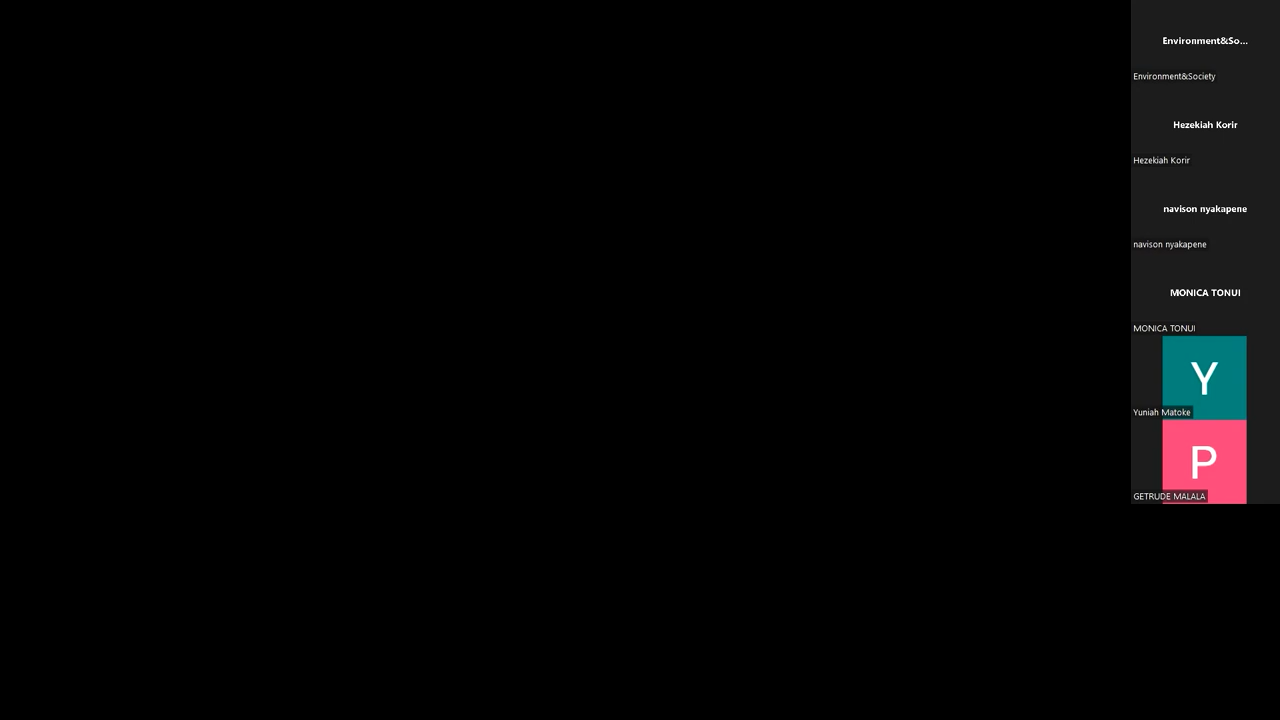 Environment&So...
Environment&Society
Hezekiah Korir
Hezekiah Korir
navison nyakapene
navison nyakapene
MONICA TONUI
MONICA TONUI
Y
Yuniah Matoke
P
GETRUDE MALALA